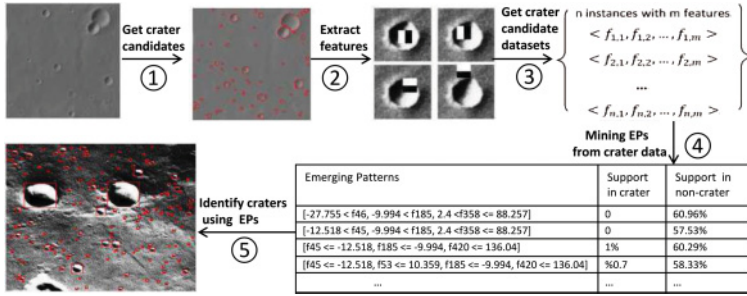 Get crater
candidates
①
Extract
features
②
Get crater
candidate
datasets
③
n instances with m features
< f1,1, f1,2, ... , f1,m >
< f2,1, f2,2, ... , f2,m >
...
< fn,1, fn,2, ... , fn,m >
Mining EPs
from crater data
④
Emerging Patterns
Support in crater
Support in non-crater
[-27.755 < f46, -9.994 < f185, 2.4 <f358 <= 88.257]
0
60.96%
[-12.518 < f45, -9.994 < f185, 2.4 <f358 <= 88.257]
0
57.53%
[f45 <= -12.518, f185 <= -9.994, f420 <= 136.04]
1%
60.29%
[f45 <= -12.518, f53 <= 10.359, f185 <= -9.994, f420 <= 136.04]
%0.7
58.33%
...
...
...
Identify craters
using EPs
⑤